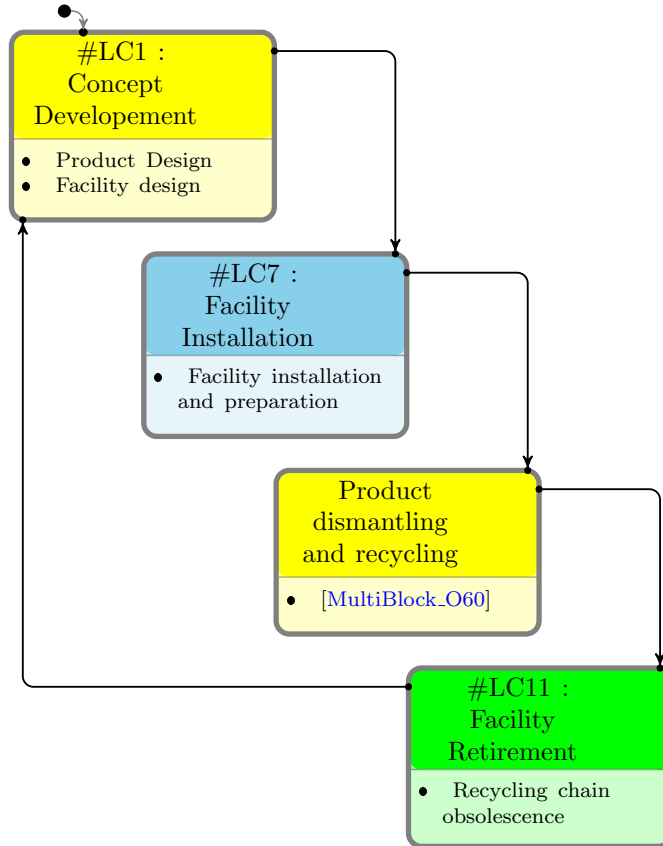 #LC1 :
Concept
Developement
• Product Design
• Facility design
#LC7 :
Facility
Installation
• Facility installation
and preparation
Product
dismantling
and recycling
• [MultiBlock_O60]
#LC11 :
Facility
Retirement
• Recycling chain
obsolescence